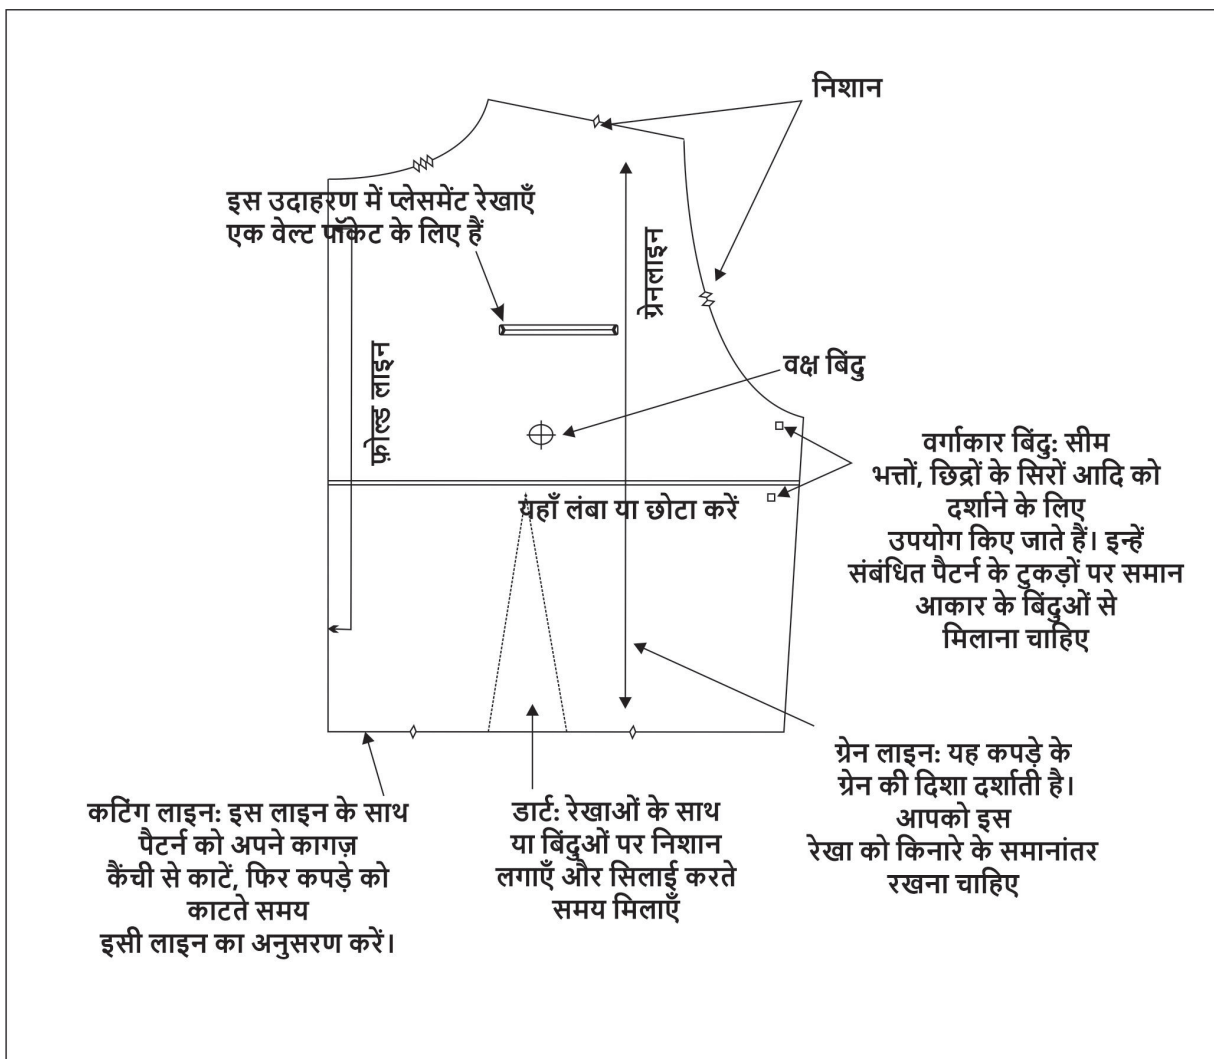 निशान
इस उदाहरण में प्लेसमेंट रेखाएँ
एक वेल्ट पॉकेट के लिए हैं
ग्रेनलाइन
फ़ोल्ड लाइन
वक्ष बिंदु
वर्गाकार बिंदु: सीम
भत्तों, छिद्रों के सिरों आदि को
दर्शाने के लिए
उपयोग किए जाते हैं। इन्हें
संबंधित पैटर्न के टुकड़ों पर समान
आकार के बिंदुओं से
मिलाना चाहिए
यहाँ लंबा या छोटा करें
ग्रेन लाइन: यह कपड़े के
ग्रेन की दिशा दर्शाती है।
आपको इस
रेखा को किनारे के समानांतर
रखना चाहिए
कटिंग लाइन: इस लाइन के साथ
पैटर्न को अपने कागज़
कैंची से काटें, फिर कपड़े को
काटते समय
इसी लाइन का अनुसरण करें।
डार्ट: रेखाओं के साथ
या बिंदुओं पर निशान
लगाएँ और सिलाई करते
समय मिलाएँ